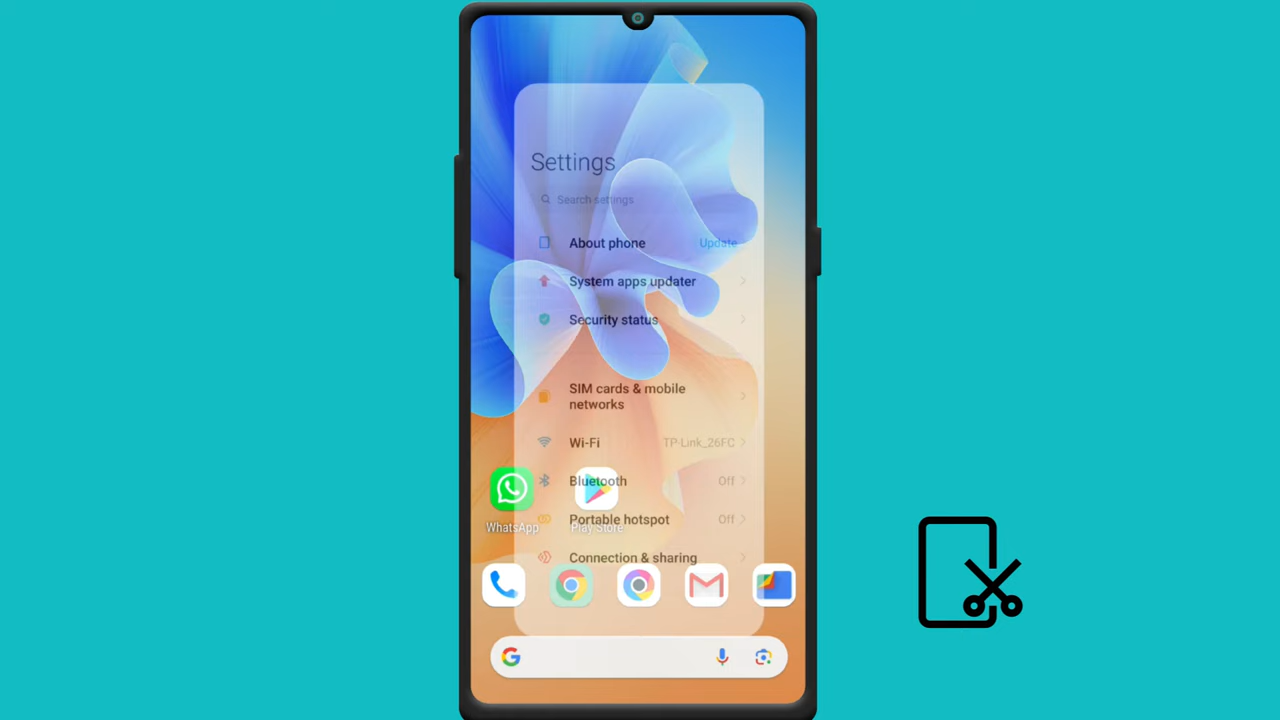 Settings
Search settings
About phone Update
System apps updater
Security status
SIM cards & mobile
networks
Wi-Fi TP-Link_26FC
Bluetooth Off
WhatsApp Play Store
Portable hotspot Off
Connection & sharing